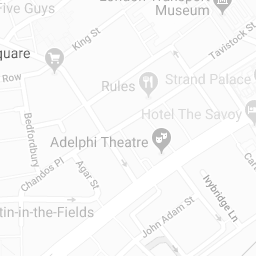 Five Guys
London Transport
Museum
King St
Tavistock St
quare
Row
Rules
Strand Palace
Bedfordbury
Hotel The Savoy
Adelphi Theatre
Chandos Pl
Agar St
Ivybridge Ln
tin-in-the-Fields
John Adam St